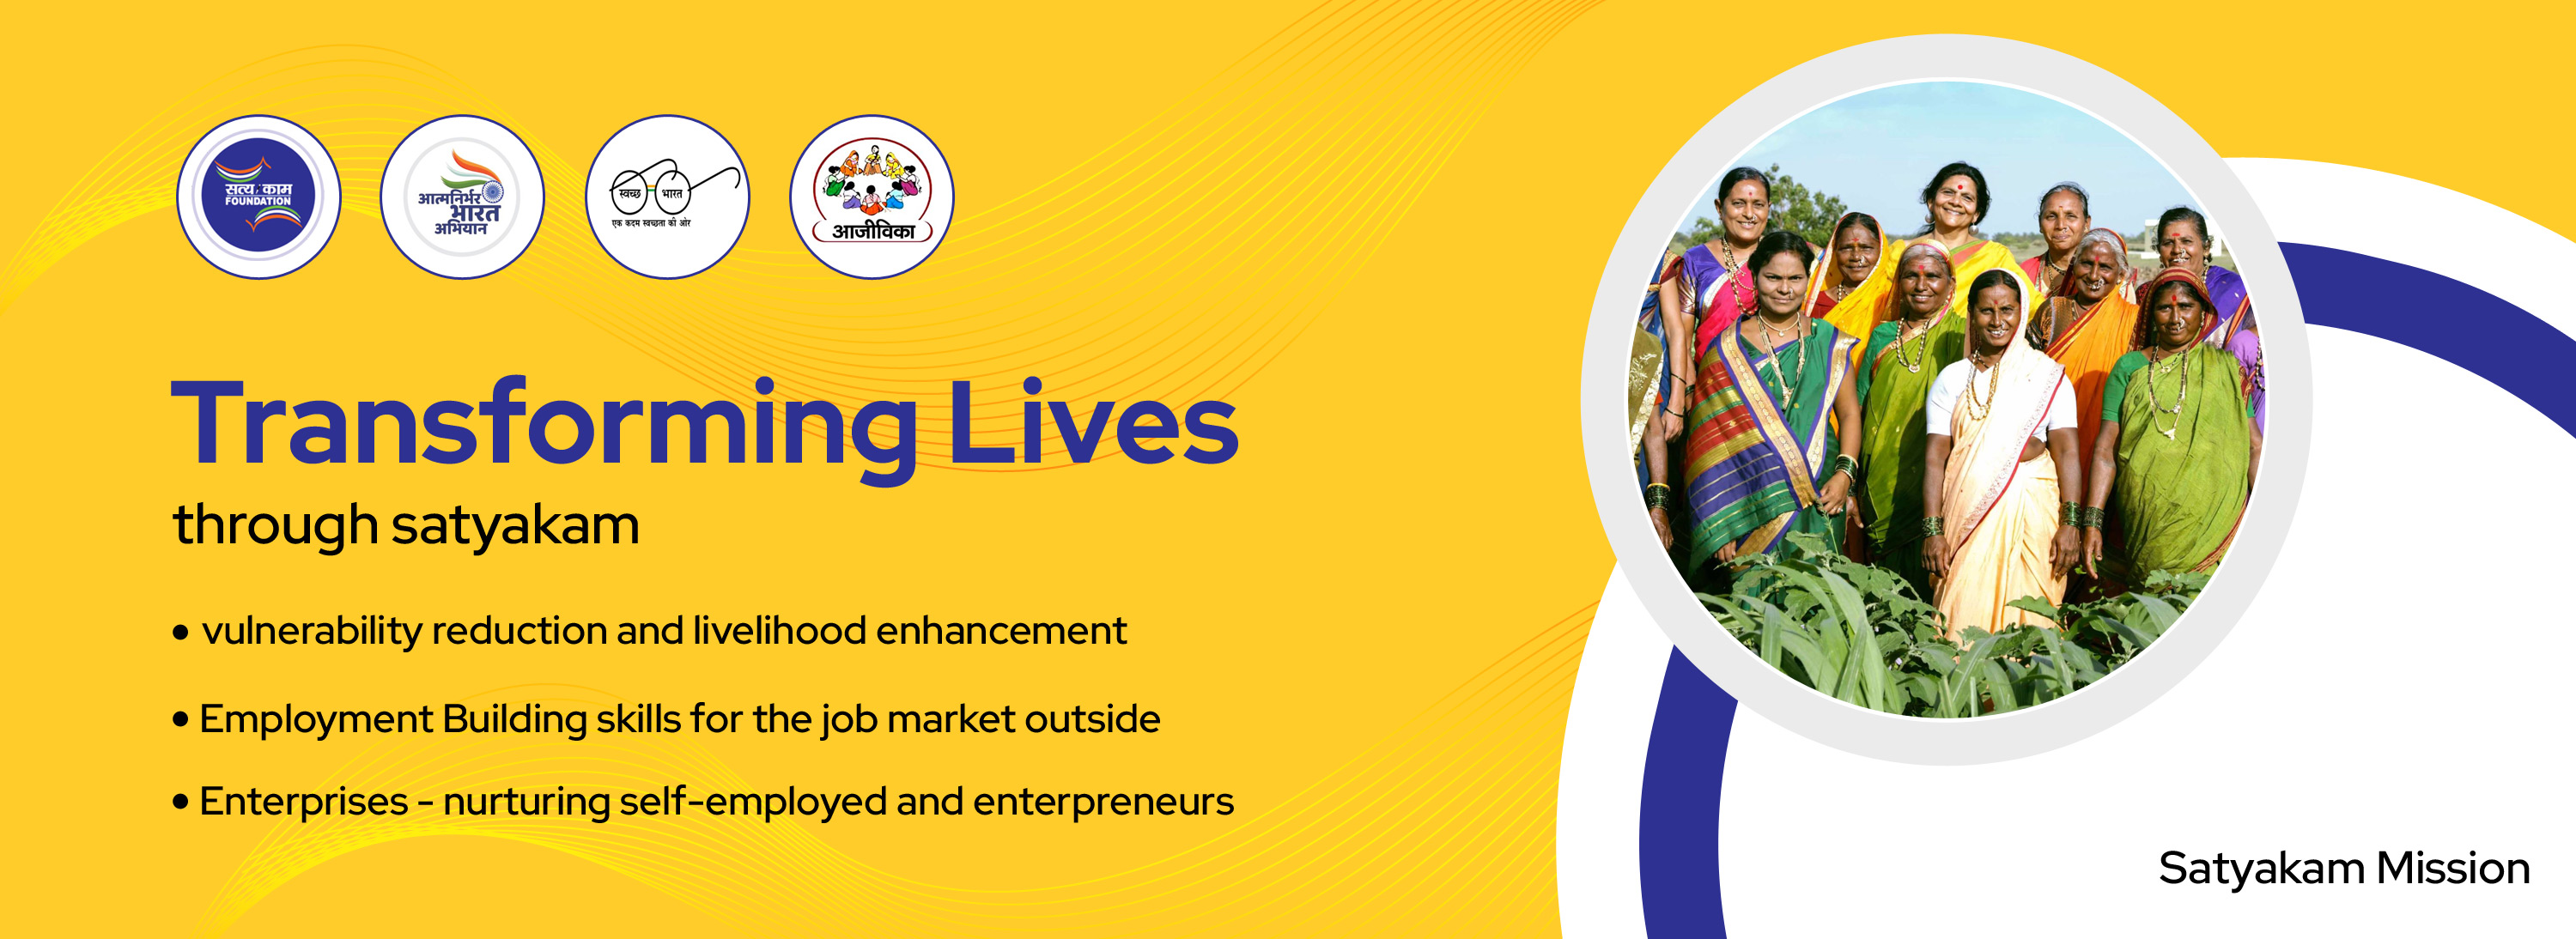 सत्य काम
FOUNDATION
आत्मनिर्भर
भारत
अभियान
स्वच्छ भारत
एक कदम स्वच्छता की ओर
आजीविका
Transforming Lives
through satyakam
• vulnerability reduction and livelihood enhancement
• Employment Building skills for the job market outside
• Enterprises - nurturing self-employed and enterpreneurs
Satyakam Mission